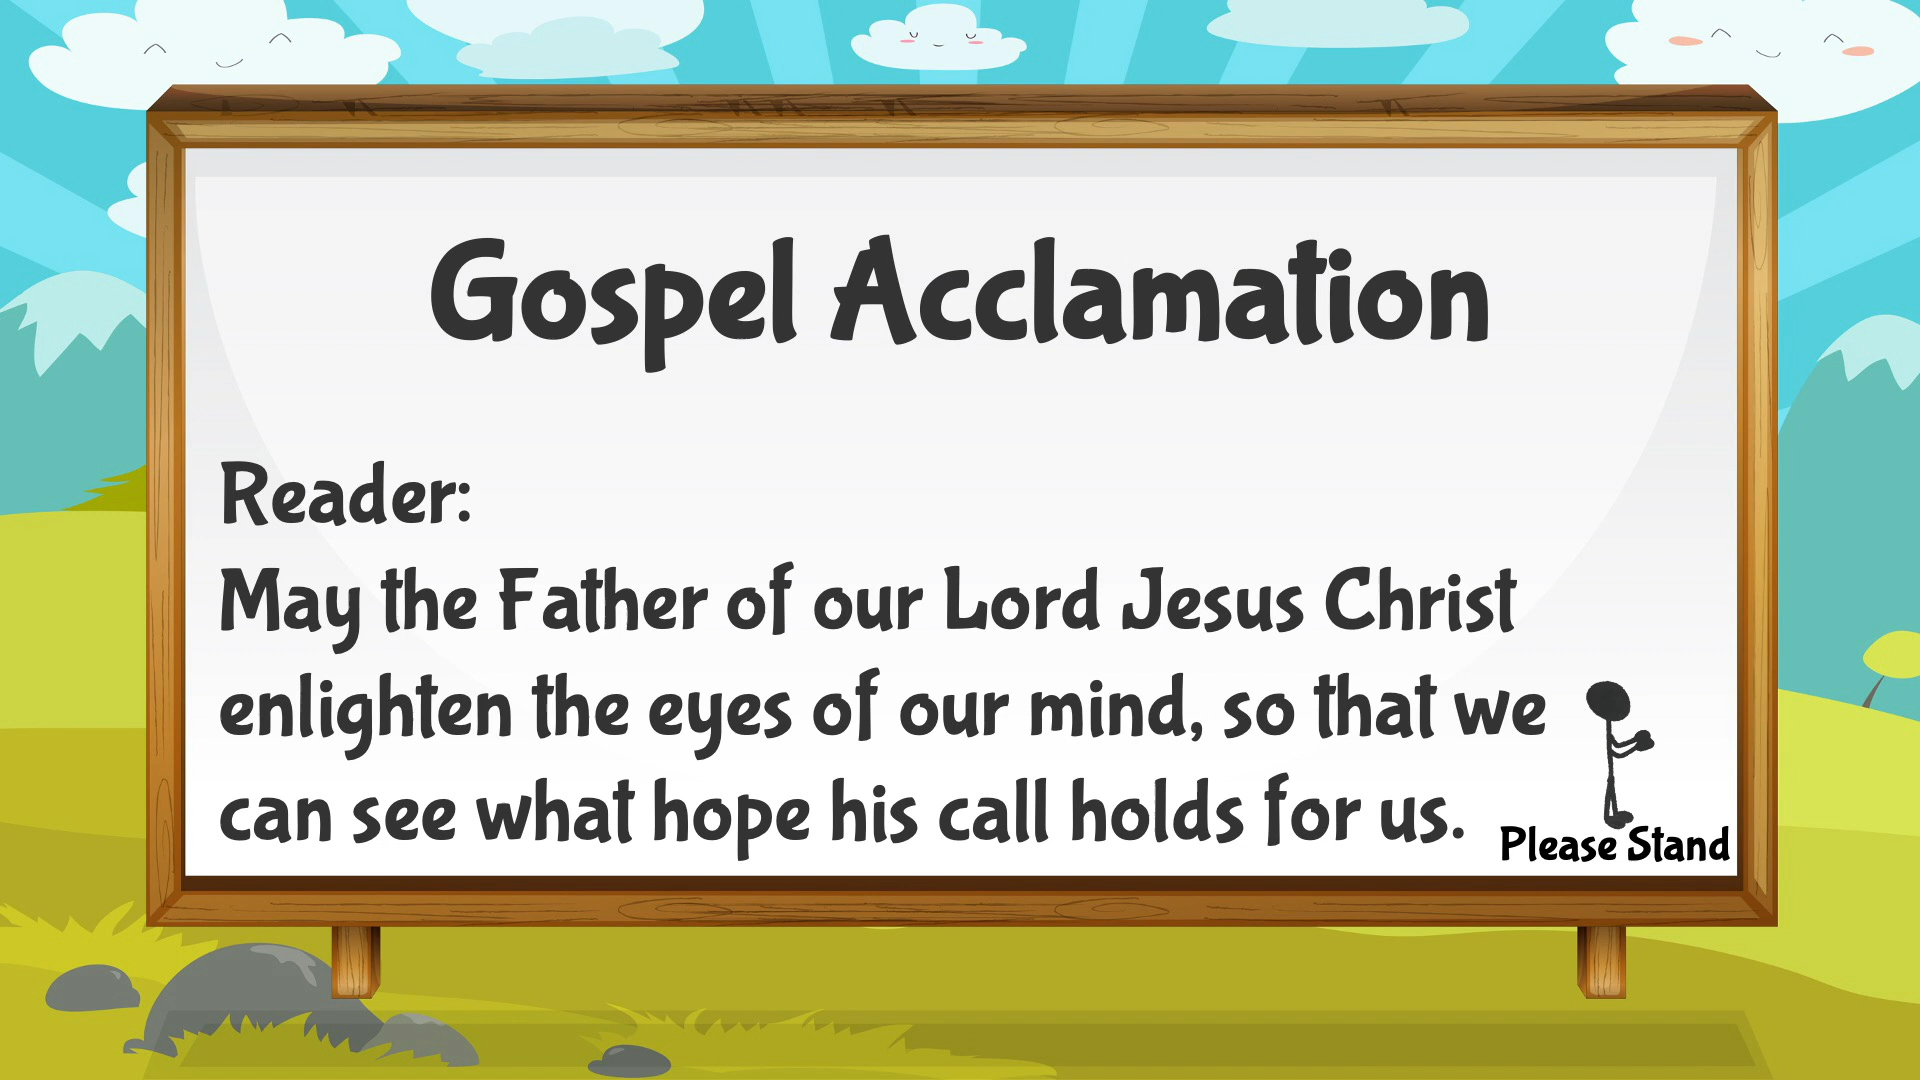 Gospel Acclamation
Reader:
May the Father of our Lord Jesus Christ
enlighten the eyes of our mind, so that we
can see what hope his call holds for us.
Please Stand